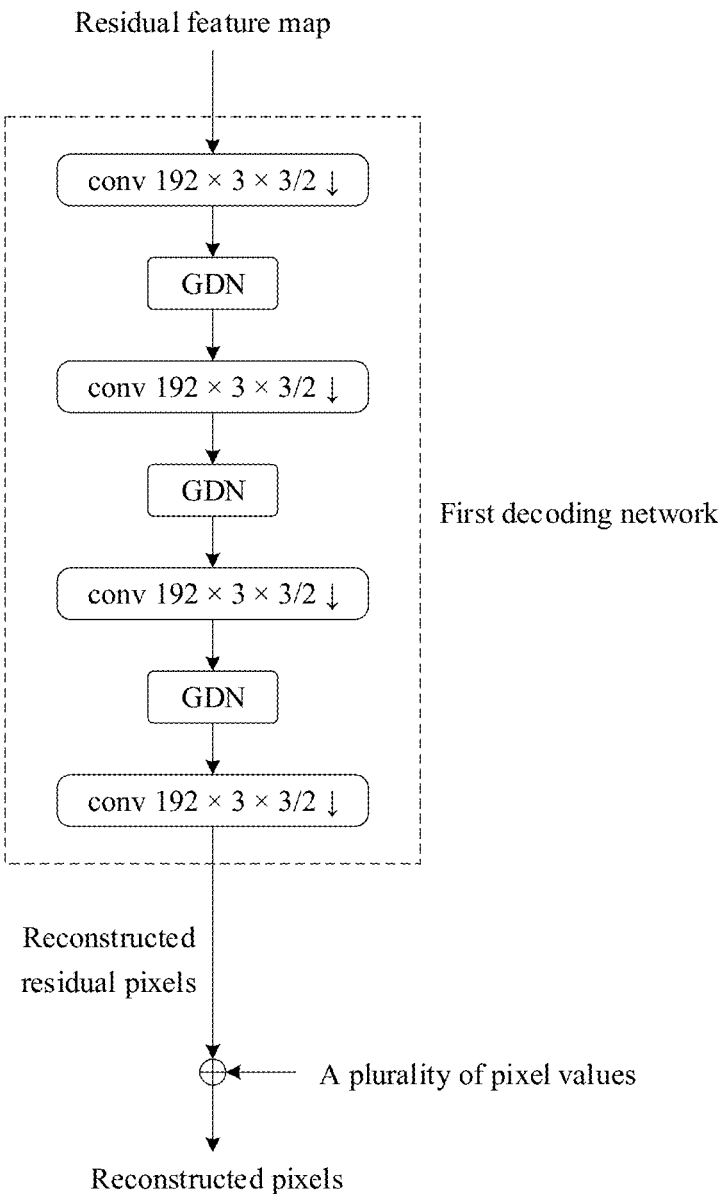 Residual feature map
conv 192 × 3 × 3/2 ↓
GDN
conv 192 × 3 × 3/2 ↓
GDN
First decoding network
conv 192 × 3 × 3/2 ↓
GDN
conv 192 × 3 × 3/2 ↓
Reconstructed
residual pixels
A plurality of pixel values
Reconstructed pixels